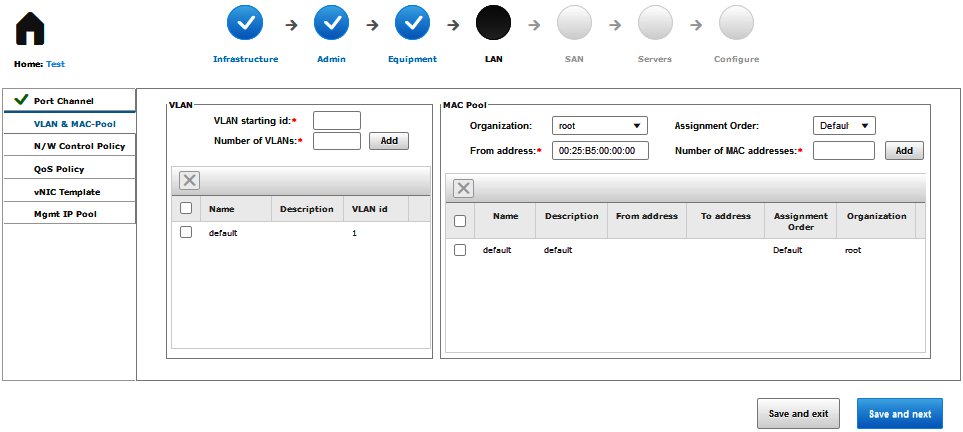 Infrastructure Admin Equipment LAN SAN Servers Configure
Home: Test
Port Channel
VLAN & MAC-Pool
N/W Control Policy
QoS Policy
vNIC Template
Mgmt IP Pool
VLAN
VLAN starting id:*
Number of VLANs:* Add
Name Description VLAN id
default 1
MAC Pool
Organization: root Assignment Order: Default
From address:* 00:25:B5:00:00:00 Number of MAC addresses:* Add
Name Description From address To address Assignment Order Organization
default default Default root
Save and exit Save and next